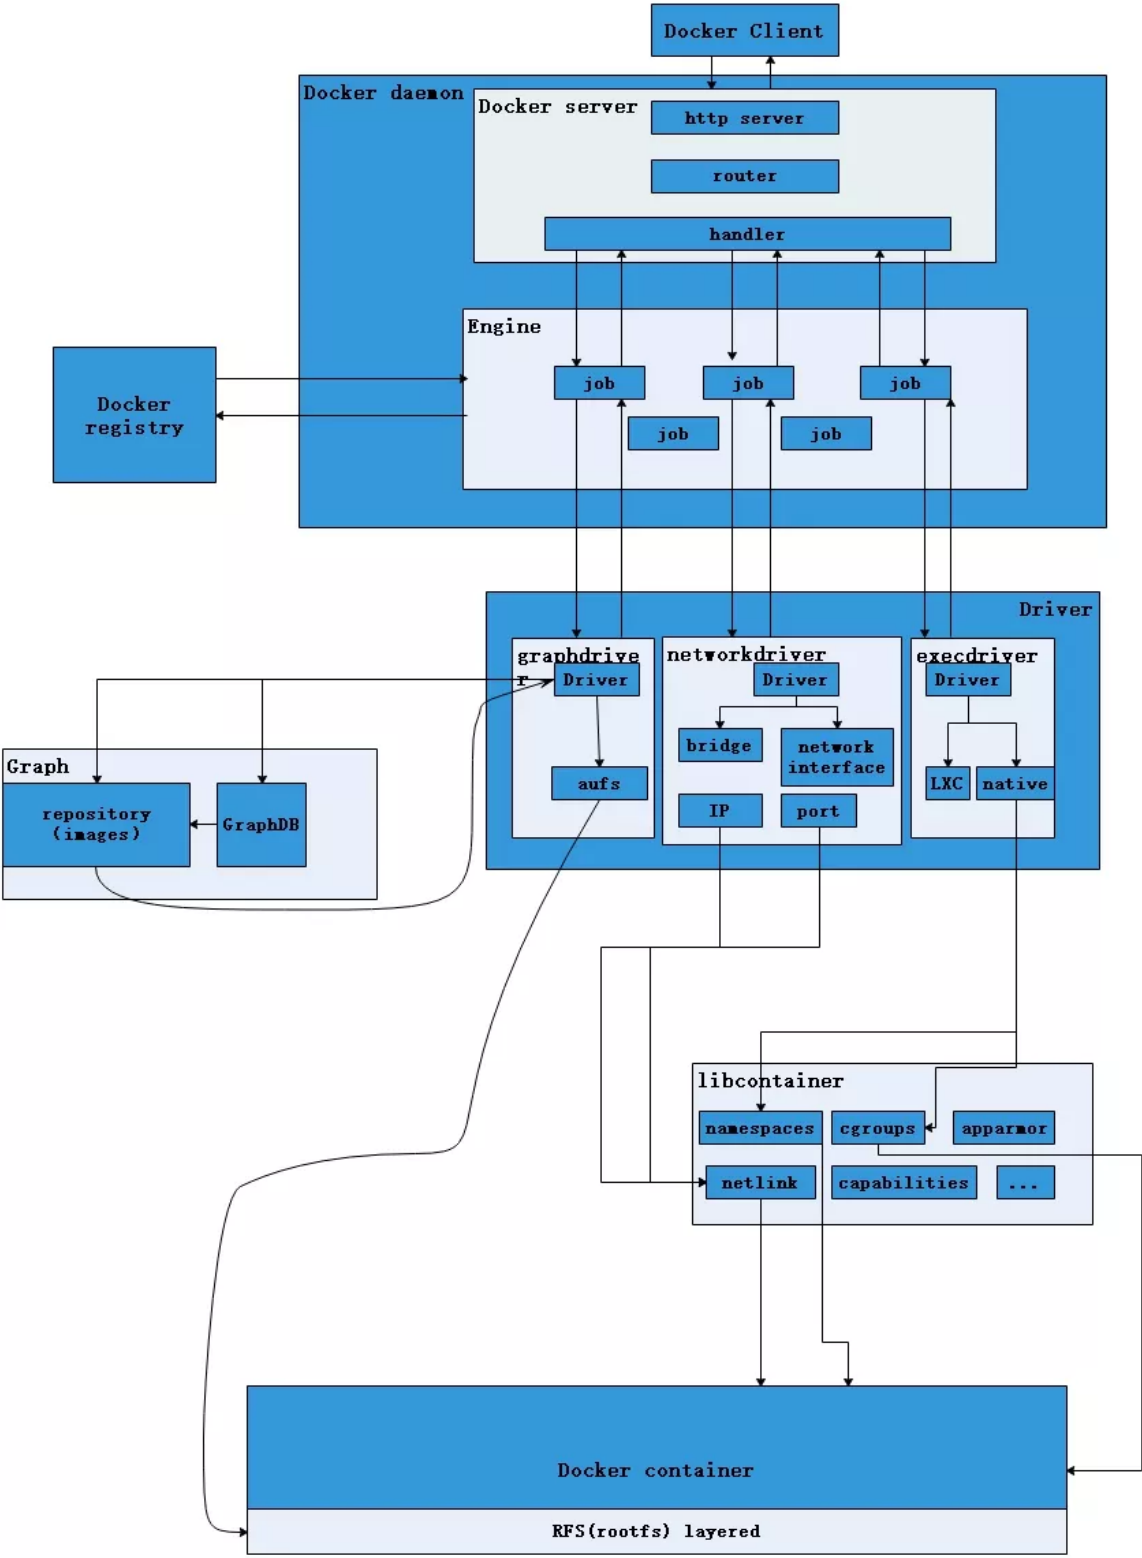 Docker Client
Docker daemon
Docker server
http server
router
handler
Engine
job
job
job
job
job
Docker
registry
Driver
graphdrive
r
Driver
aufs
networkdriver
Driver
bridge
network
interface
IP
port
execdriver
Driver
LXC
native
Graph
repository
(images)
GraphDB
libcontainer
namespaces
cgroups
apparmor
netlink
capabilities
...
Docker container
RFS(rootfs) layered